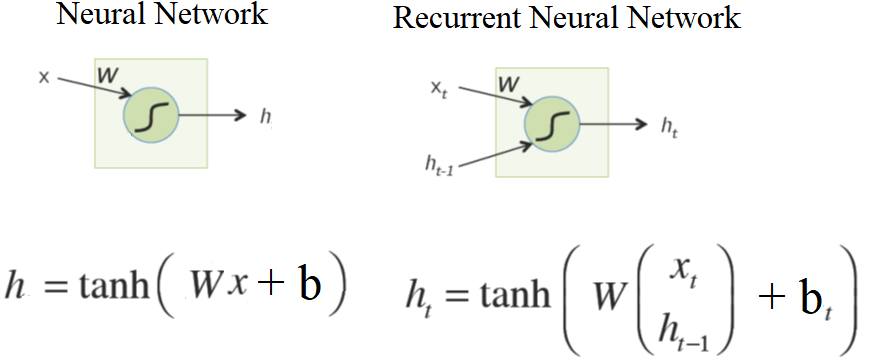 Neural Network
x W h
h = tanh( Wx + b )
Recurrent Neural Network
x_t W
h_t
h_{t-1}
h_t = tanh( W( x_t h_{t-1} ) + b_t )